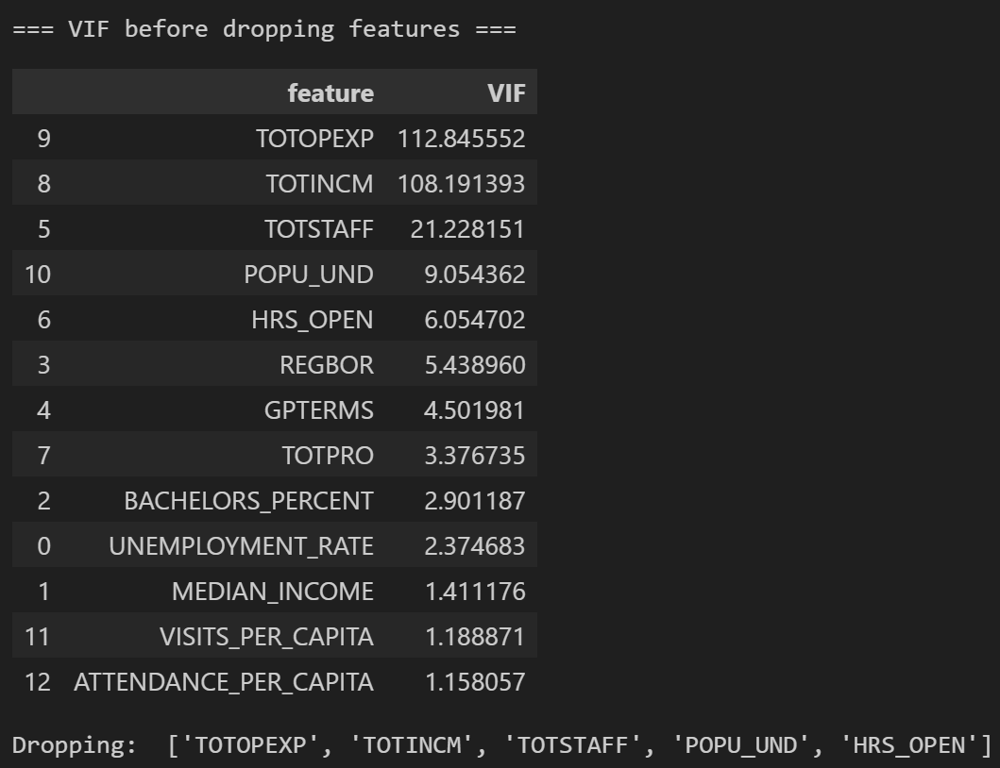 === VIF before dropping features ===
feature VIF
9 TOTOPEXP 112.845552
8 TOTINCM 108.191393
5 TOTSTAFF 21.228151
10 POPU_UND 9.054362
6 HRS_OPEN 6.054702
3 REGBOR 5.438960
4 GPTERMS 4.501981
7 TOTPRO 3.376735
2 BACHELORS_PERCENT 2.901187
0 UNEMPLOYMENT_RATE 2.374683
1 MEDIAN_INCOME 1.411176
11 VISITS_PER_CAPITA 1.188871
12 ATTENDANCE_PER_CAPITA 1.158057
Dropping:  ['TOTOPEXP', 'TOTINCM', 'TOTSTAFF', 'POPU_UND', 'HRS_OPEN']